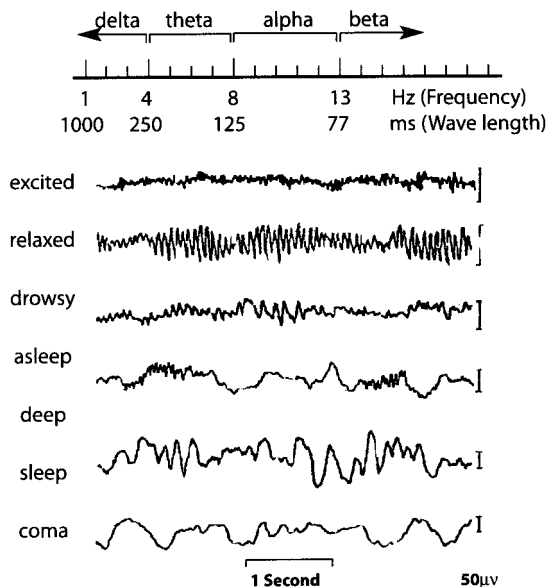 delta theta alpha beta
1 4 8 13 Hz (Frequency)
1000 250 125 77 ms (Wave length)
excited
relaxed
drowsy
asleep
deep
sleep
coma
1 Second 50μv